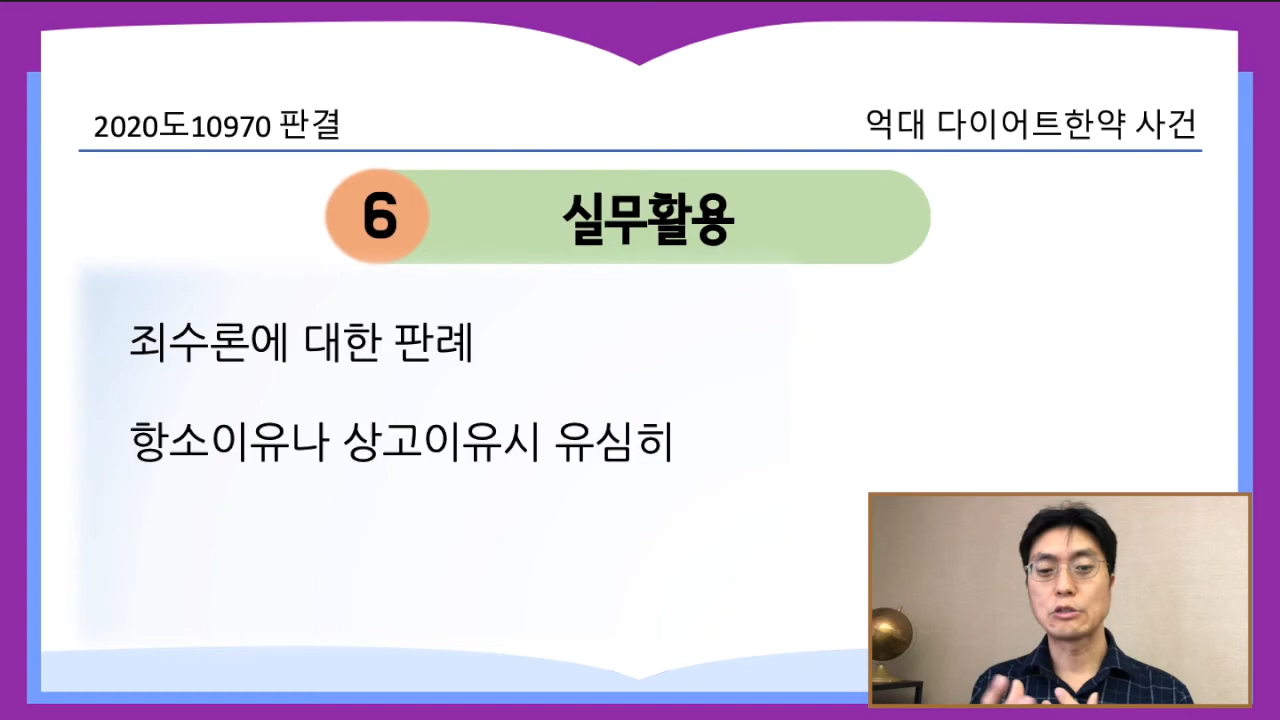 2020도10970 판결
억대 다이어트한약 사건
6 실무활용
죄수론에 대한 판례
항소이유나 상고이유시 유심히